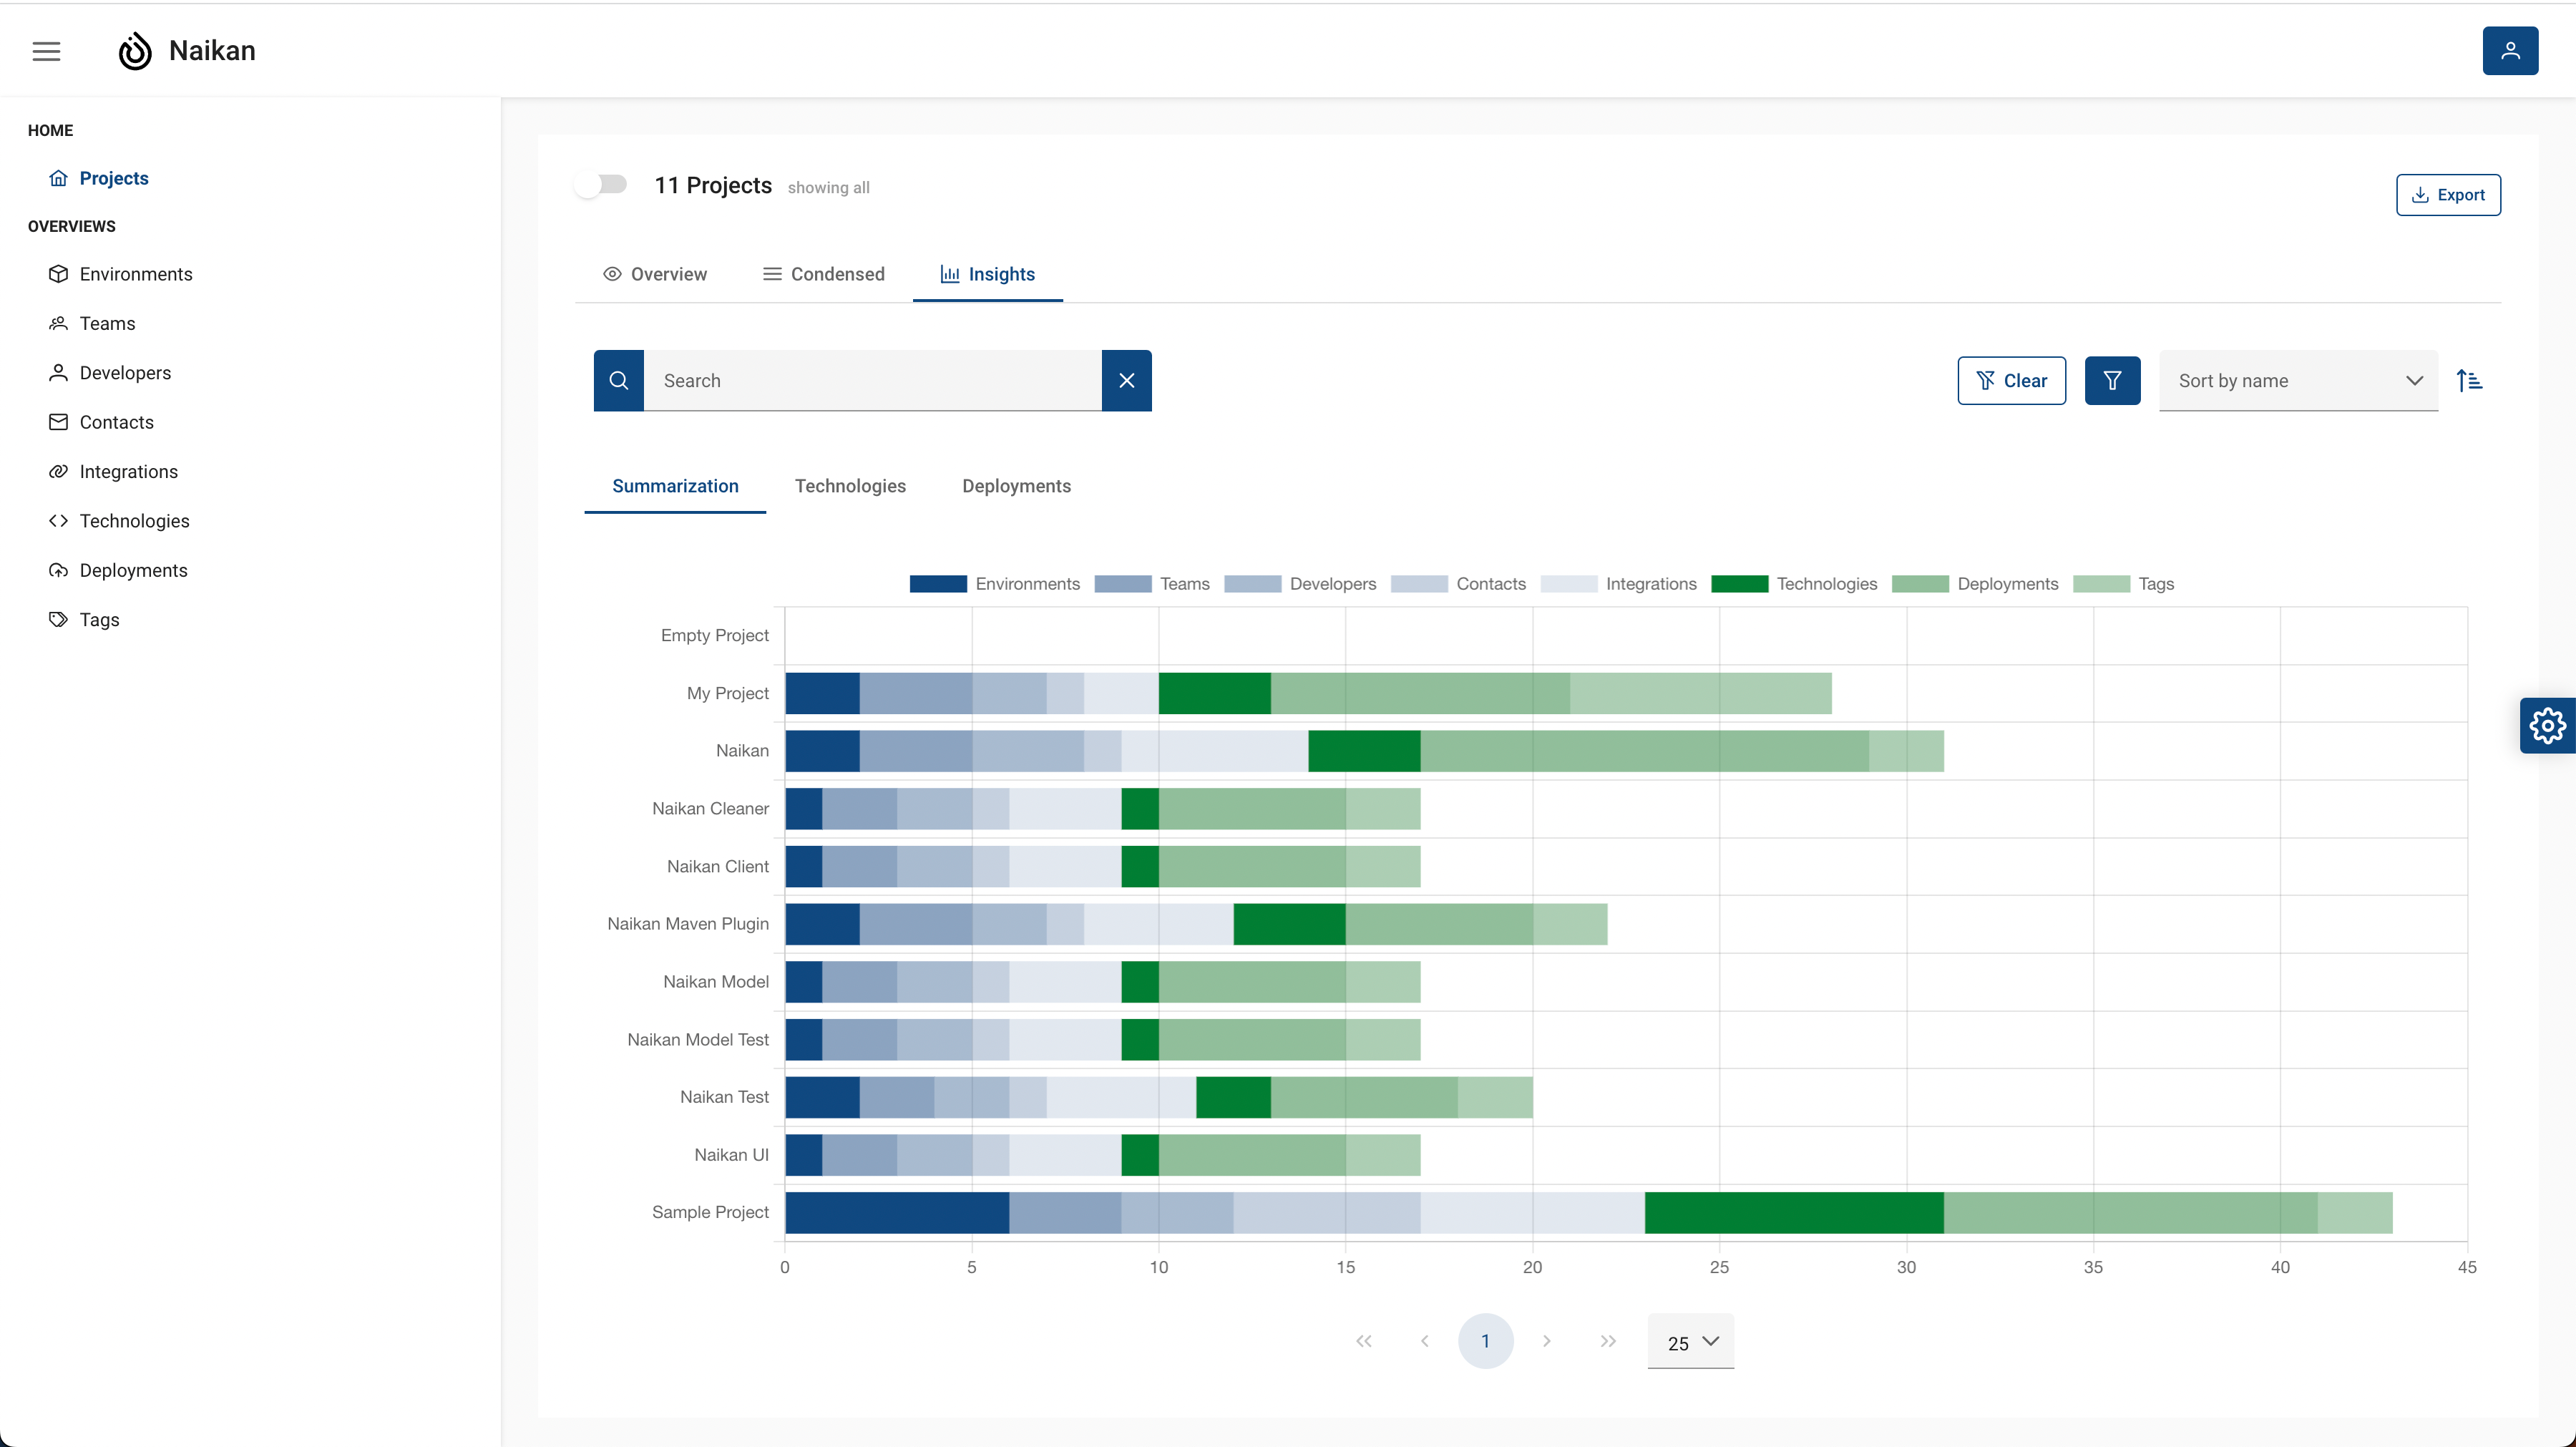 Naikan
HOME
Projects
OVERVIEWS
Environments
Teams
Developers
Contacts
Integrations
Technologies
Deployments
Tags
11 Projects showing all
Export
Overview Condensed Insights
Search
Clear
Sort by name
Summarization Technologies Deployments
Environments Teams Developers Contacts Integrations Technologies Deployments Tags
Empty Project
My Project
Naikan
Naikan Cleaner
Naikan Client
Naikan Maven Plugin
Naikan Model
Naikan Model Test
Naikan Test
Naikan UI
Sample Project
0 5 10 15 20 25 30 35 40 45
1
25